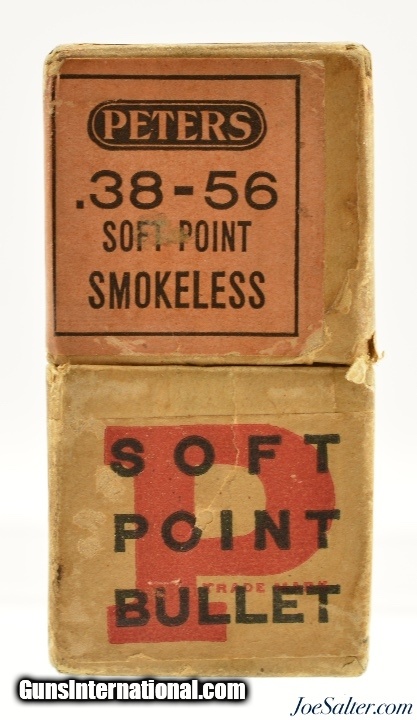 PETERS
.38-56
SOFT POINT
SMOKELESS
SOFT
POINT
TRADE MARK
BULLET
GunsInternational.com
JoeSalter.com